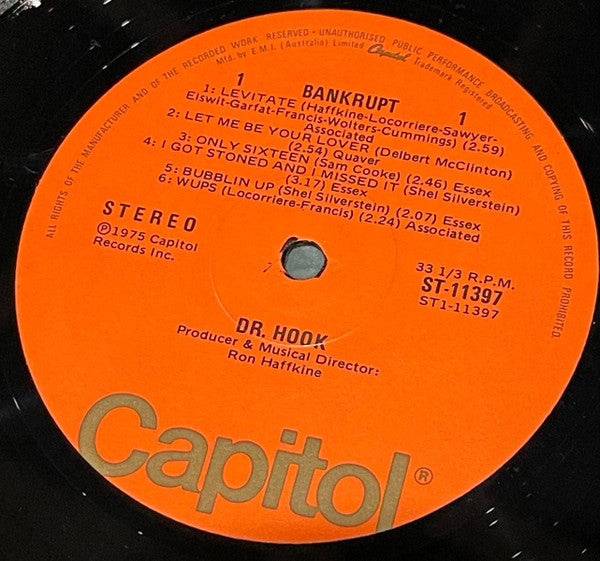 ALL RIGHTS OF THE MANUFACTURER AND OF THE RECORDED WORK RESERVED • UNAUTHORISED PUBLIC PERFORMANCE BROADCASTING AND COPYING OF THIS RECORD PROHIBITED
Mfd. by E.M.I. (Australia) Limited Capitol Trademark Registered
1 BANKRUPT 1
1: LEVITATE (Haffkine-Locorriere-Sawyer-
Elswit-Garfat-Francis-Wolters-Cummings) (2.59)
Associated
2: LET ME BE YOUR LOVER (Delbert McClinton)
(2.54) Quaver
3: ONLY SIXTEEN (Sam Cooke) (2.46) Essex
4: I GOT STONED AND I MISSED IT (Shel Silverstein)
(3.17) Essex
5: BUBBLIN UP (Shel Silverstein) (2.07) Essex
6: WUPS (Locorriere-Francis) (2.24) Associated
STEREO
℗1975 Capitol
Records Inc.
33 1/3 R.P.M.
ST-11397
ST1-11397
DR. HOOK
Producer & Musical Director:
Ron Haffkine
Capitol®